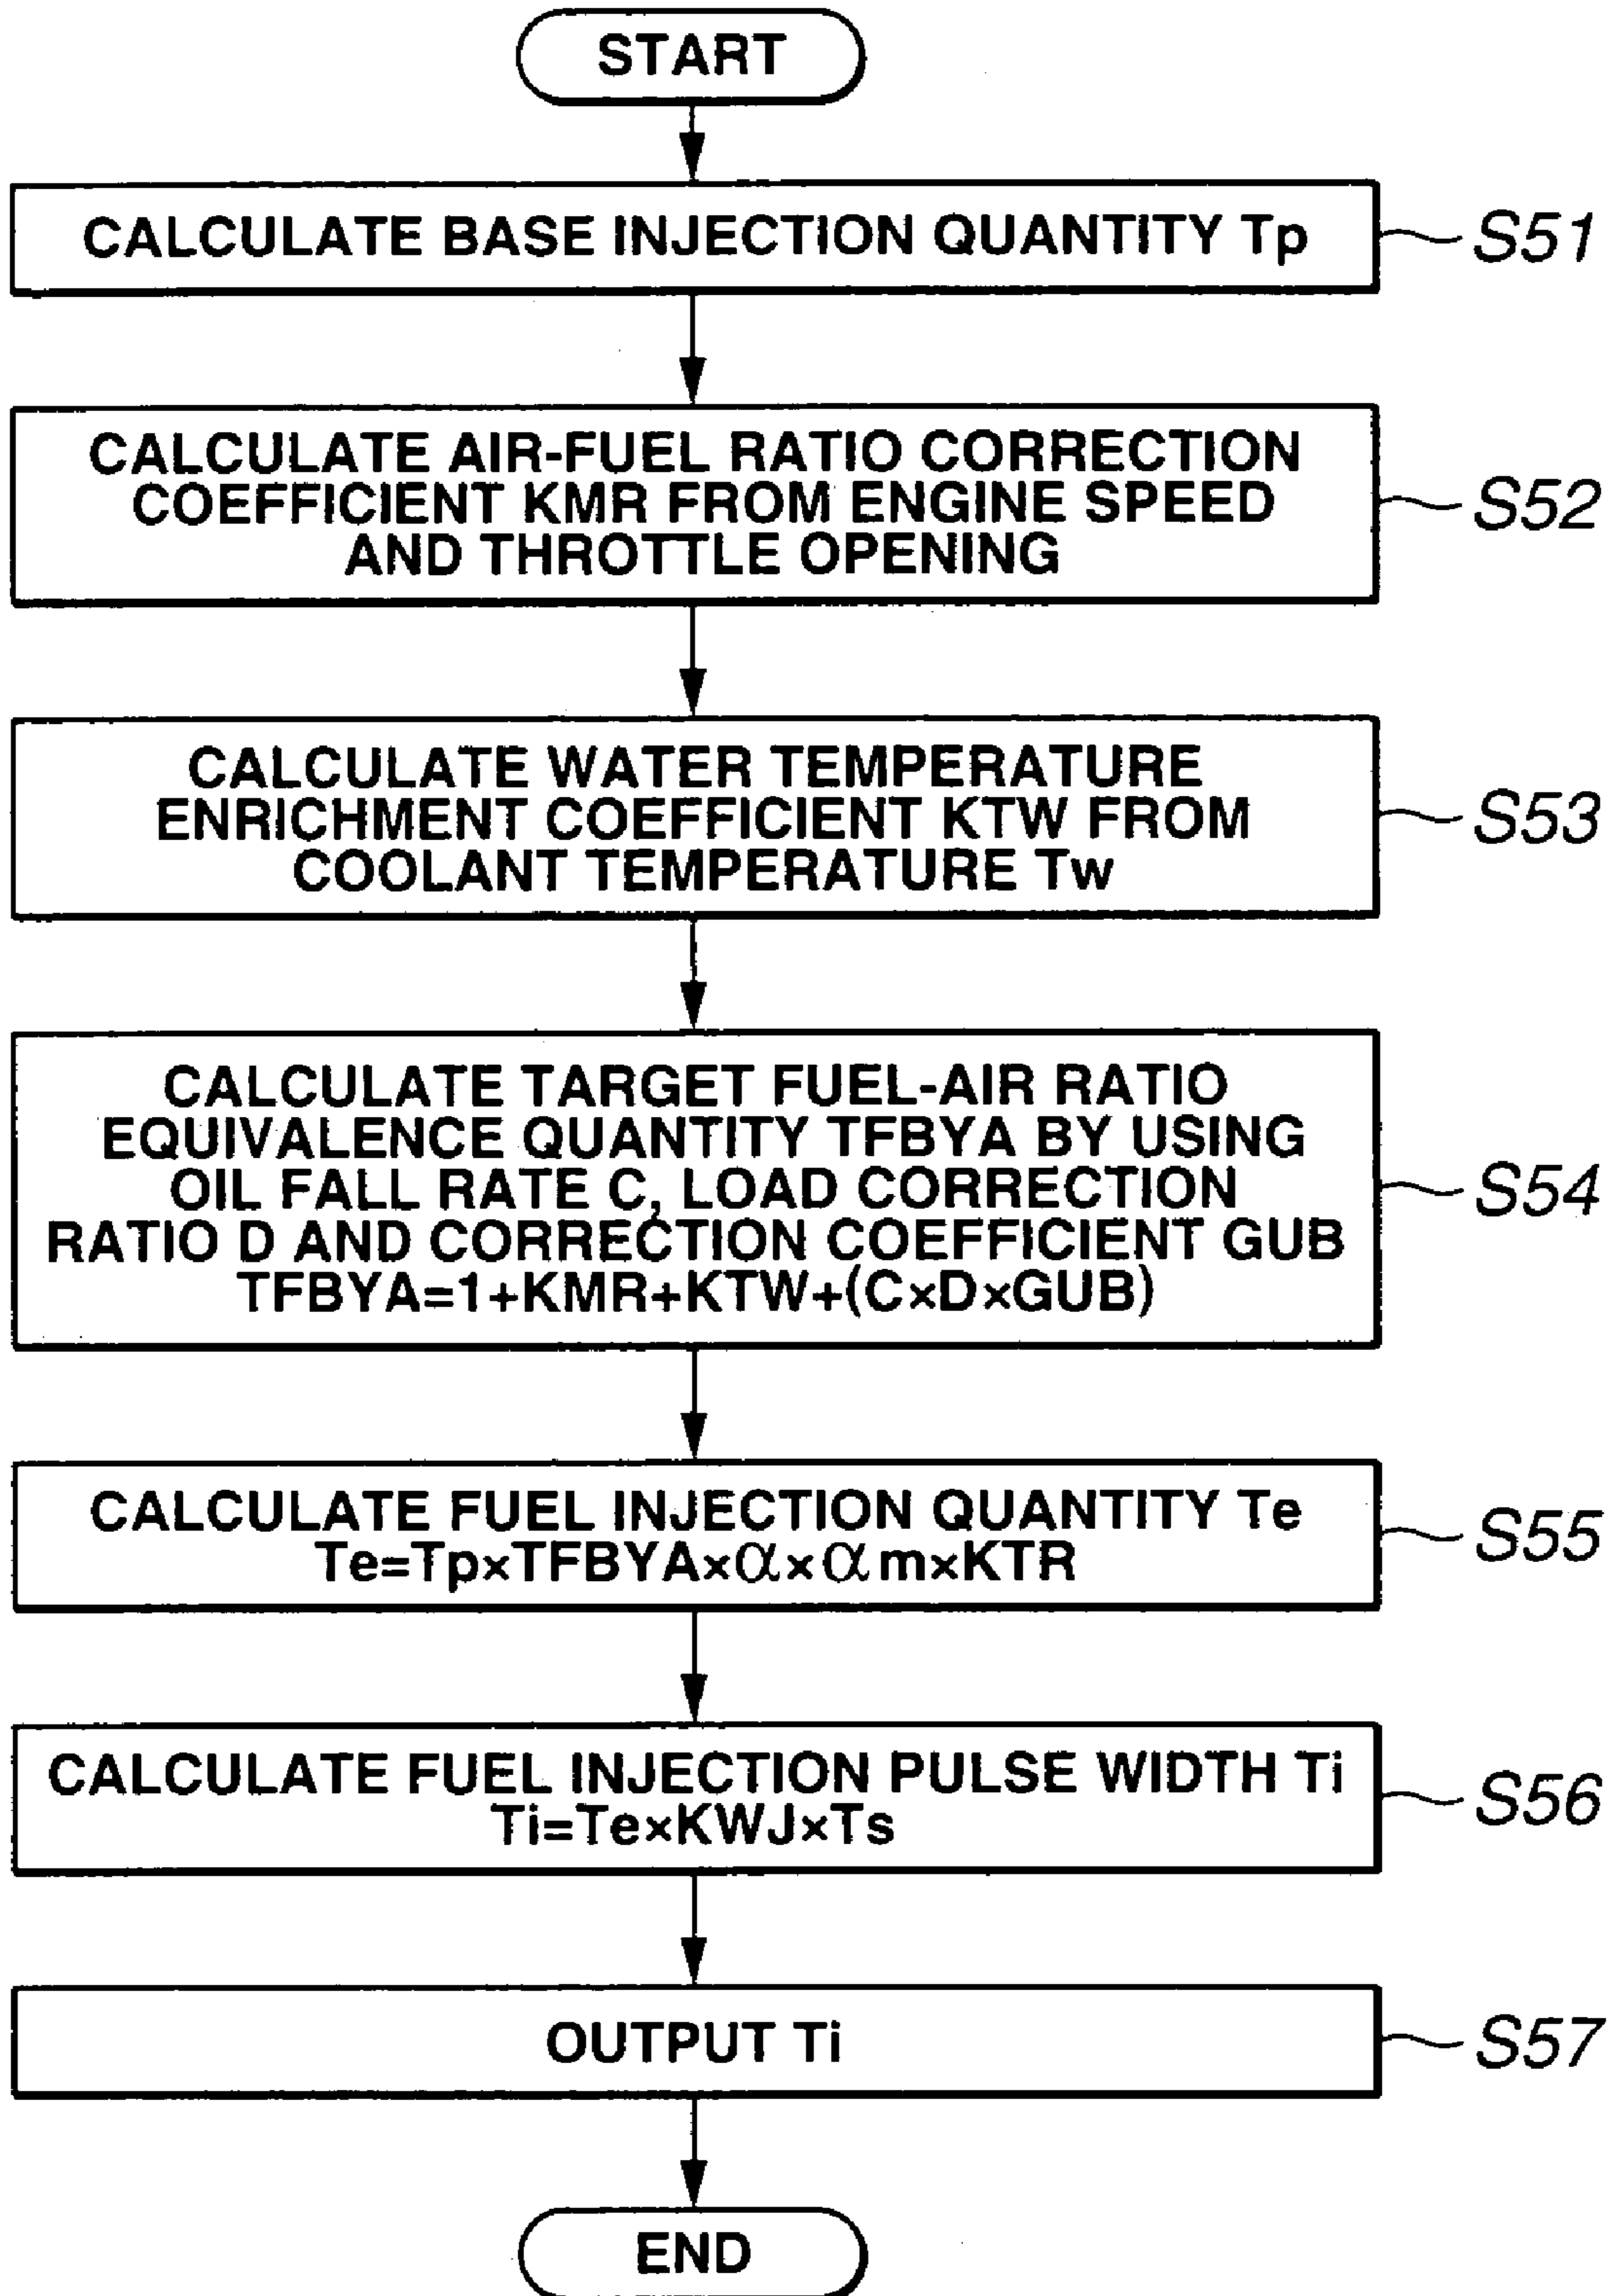 START
CALCULATE BASE INJECTION QUANTITY Tp
S51
CALCULATE AIR-FUEL RATIO CORRECTION
COEFFICIENT KMR FROM ENGINE SPEED
AND THROTTLE OPENING
S52
CALCULATE WATER TEMPERATURE
ENRICHMENT COEFFICIENT KTW FROM
COOLANT TEMPERATURE Tw
S53
CALCULATE TARGET FUEL-AIR RATIO
EQUIVALENCE QUANTITY TFBYA BY USING
OIL FALL RATE C, LOAD CORRECTION
RATIO D AND CORRECTION COEFFICIENT GUB
TFBYA=1+KMR+KTW+(C×D×GUB)
S54
CALCULATE FUEL INJECTION QUANTITY Te
Te=Tp×TFBYA×α×αm×KTR
S55
CALCULATE FUEL INJECTION PULSE WIDTH Ti
Ti=Te×KWJ×Ts
S56
OUTPUT Ti
S57
END